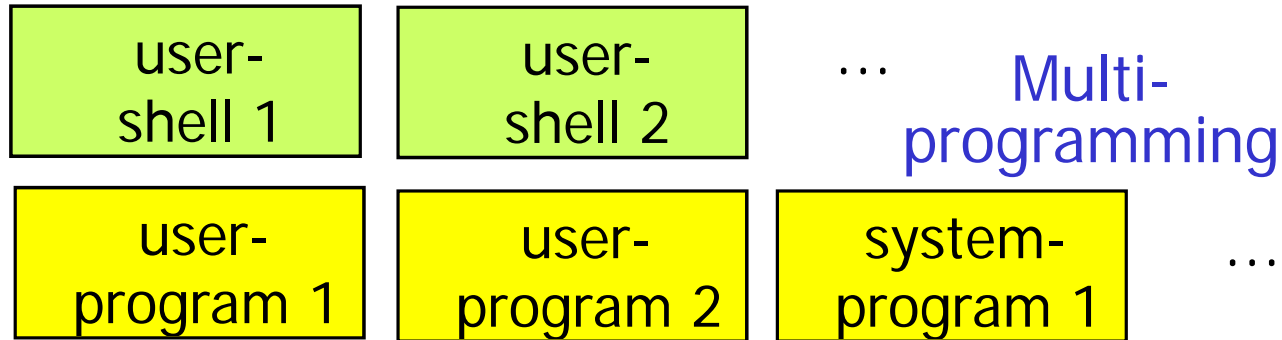 user-
shell 1
user-
shell 2
...
Multi-
programming
user-
program 1
user-
program 2
system-
program 1
...